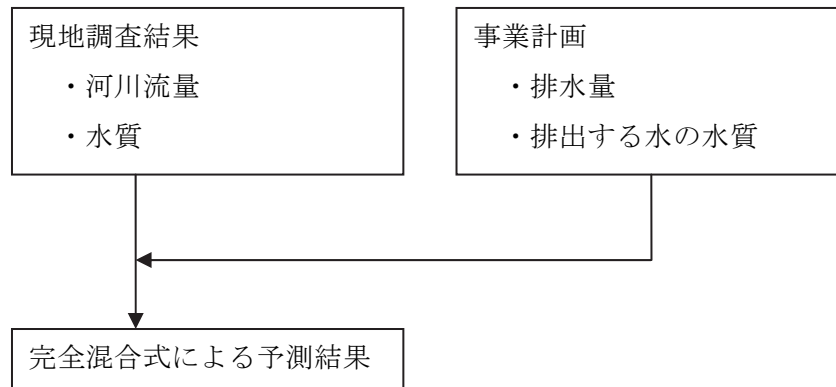 現地調査結果
・河川流量
・水質
事業計画
・排水量
・排出する水の水質
完全混合式による予測結果